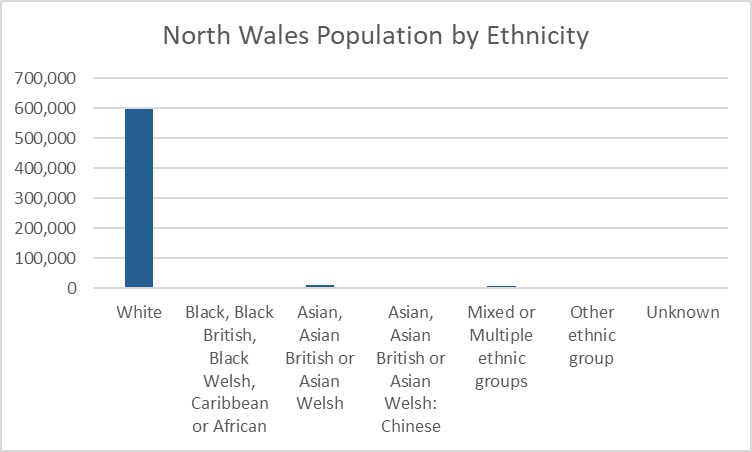 North Wales Population by Ethnicity
700,000
600,000
500,000
400,000
300,000
200,000
100,000
0
White
Black, Black
British,
Black
Welsh,
Caribbean
or African
Asian,
Asian
British or
Asian
Welsh
Asian,
Asian
British or
Asian
Welsh:
Chinese
Mixed or
Multiple
ethnic
groups
Other
ethnic
group
Unknown